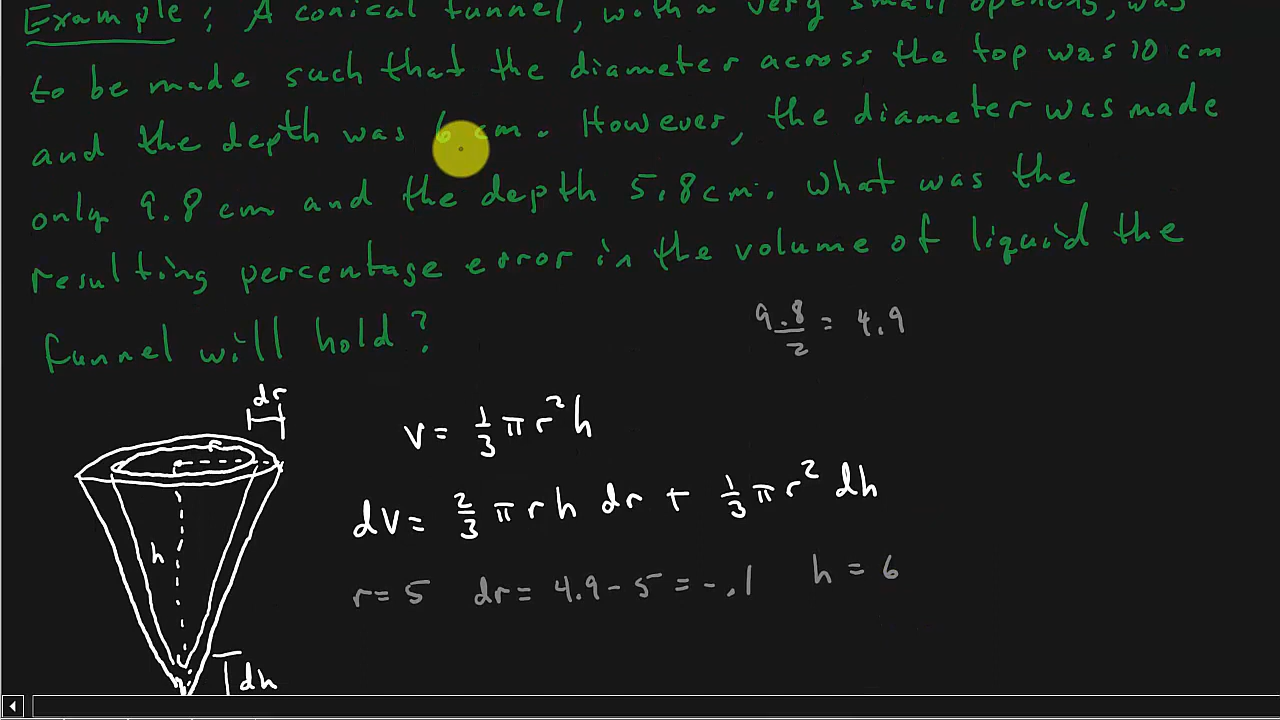 Example: A conical funnel, with a very small opening, was
to be made such that the diameter across the top was 10 cm
and the depth was 6 cm. However, the diameter was made
only 9.8 cm and the depth 5.8cm. What was the
resulting percentage error in the volume of liquid the
funnel will hold?
9.8/2 = 4.9
dr
r
V = 1/3 π r² h
dV = 2/3 π r h dr + 1/3 π r² dh
h
r = 5 dr = 4.9 - 5 = -.1 h = 6
dh